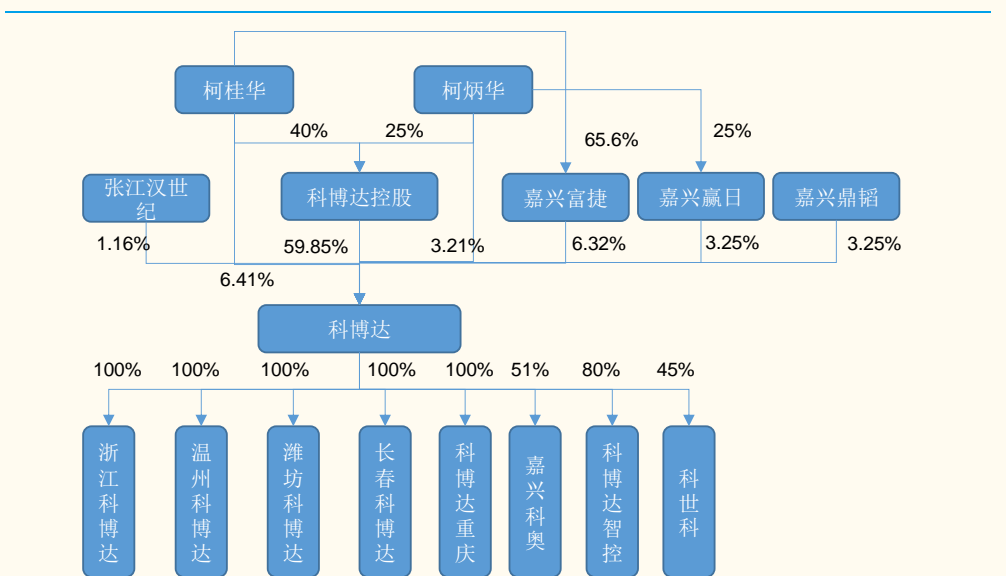 柯桂华
柯炳华
40%
25%
65.6%
25%
张江汉世
纪
科博达控股
嘉兴富捷
嘉兴赢日
嘉兴鼎韬
1.16%
59.85%
3.21%
6.32%
3.25%
3.25%
6.41%
科博达
100%
100%
100%
100%
100%
51%
80%
45%
浙江科博达
温州科博达
潍坊科博达
长春科博达
科博达重庆
嘉兴科奥
科博达智控
科世科